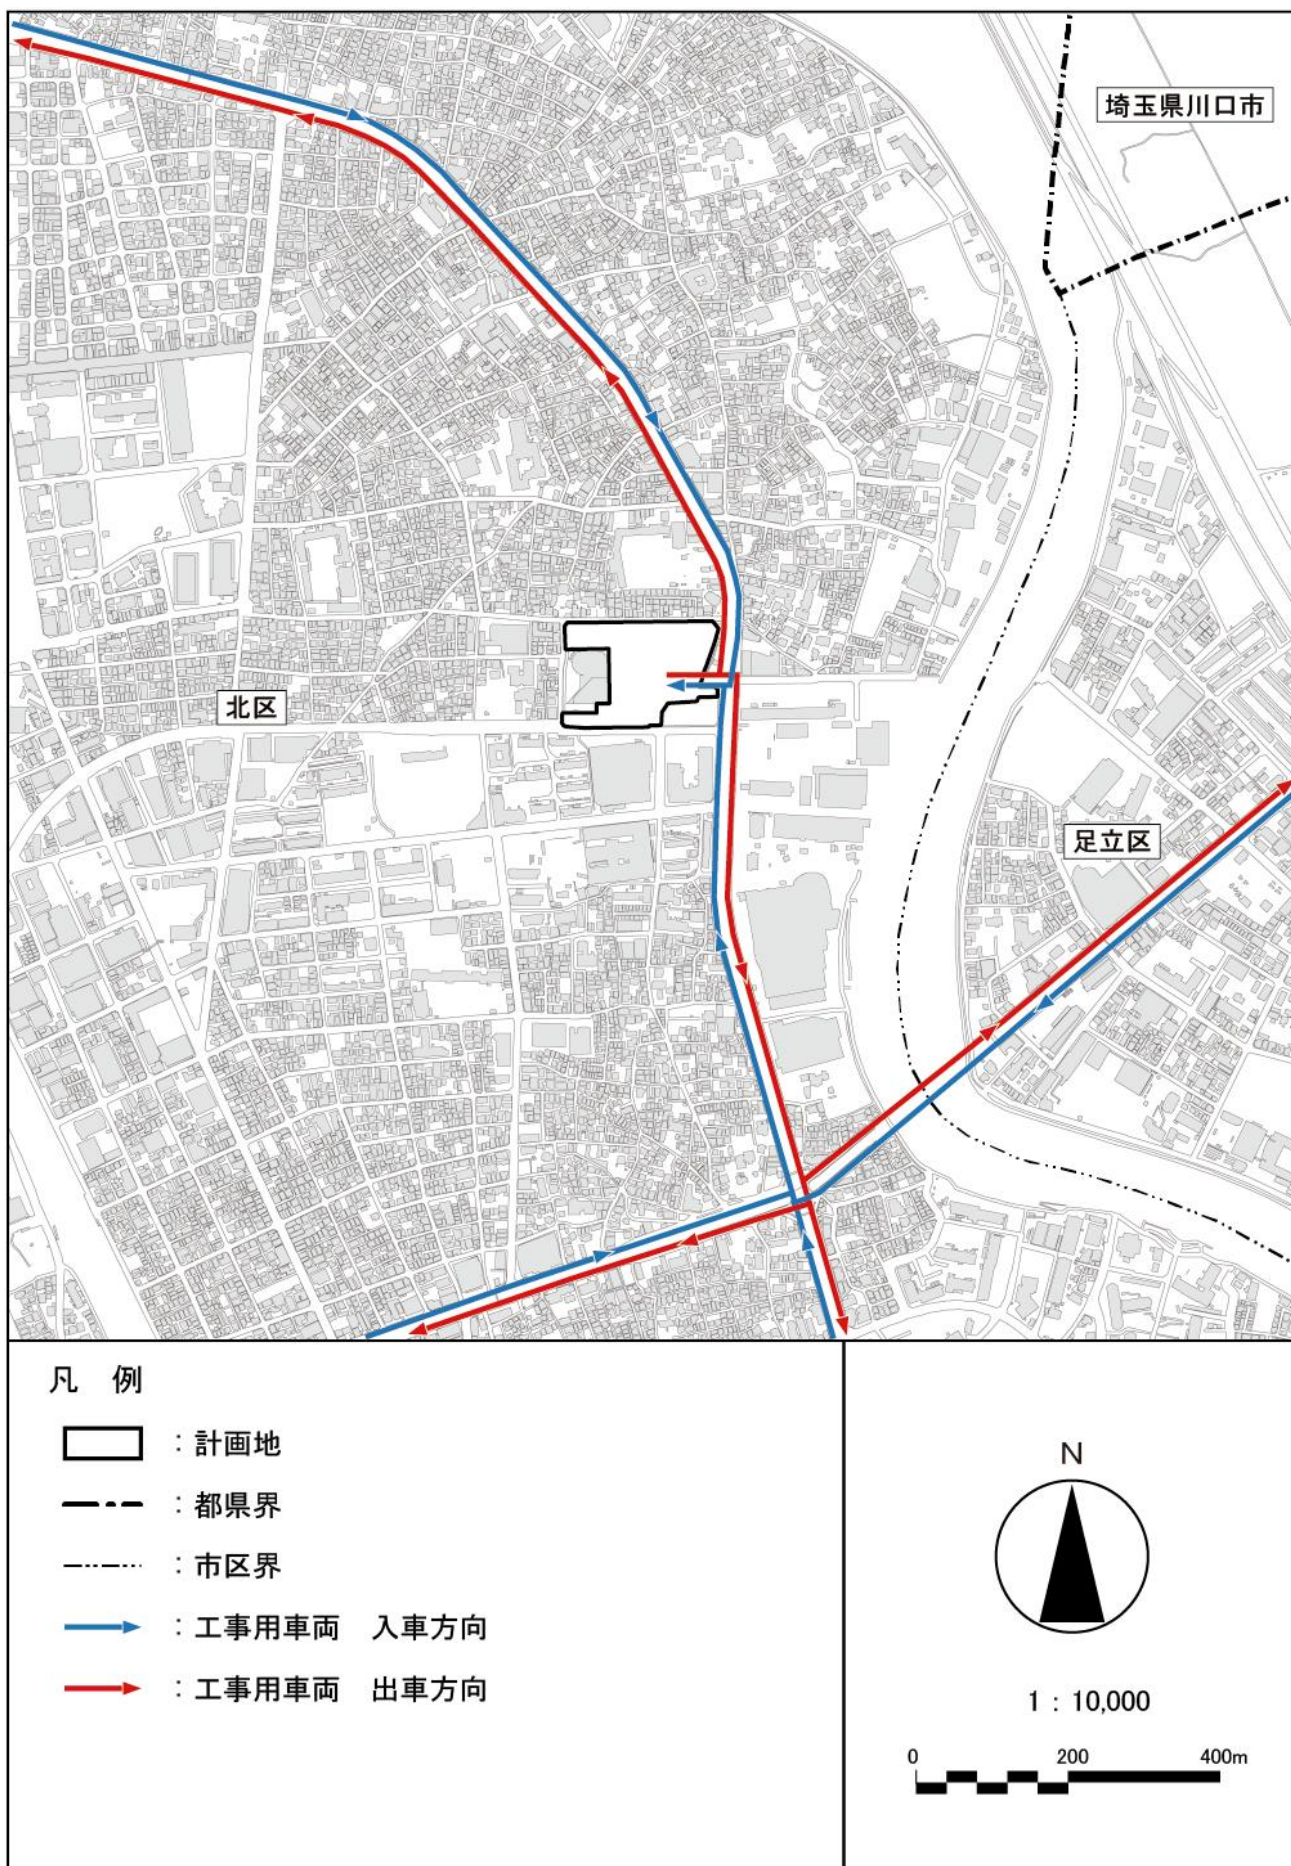 埼玉県川口市
北区
足立区
凡 例
：計画地
：都県界
：市区界
：工事用車両 入車方向
：工事用車両 出車方向
N
1：10,000
0 200 400m